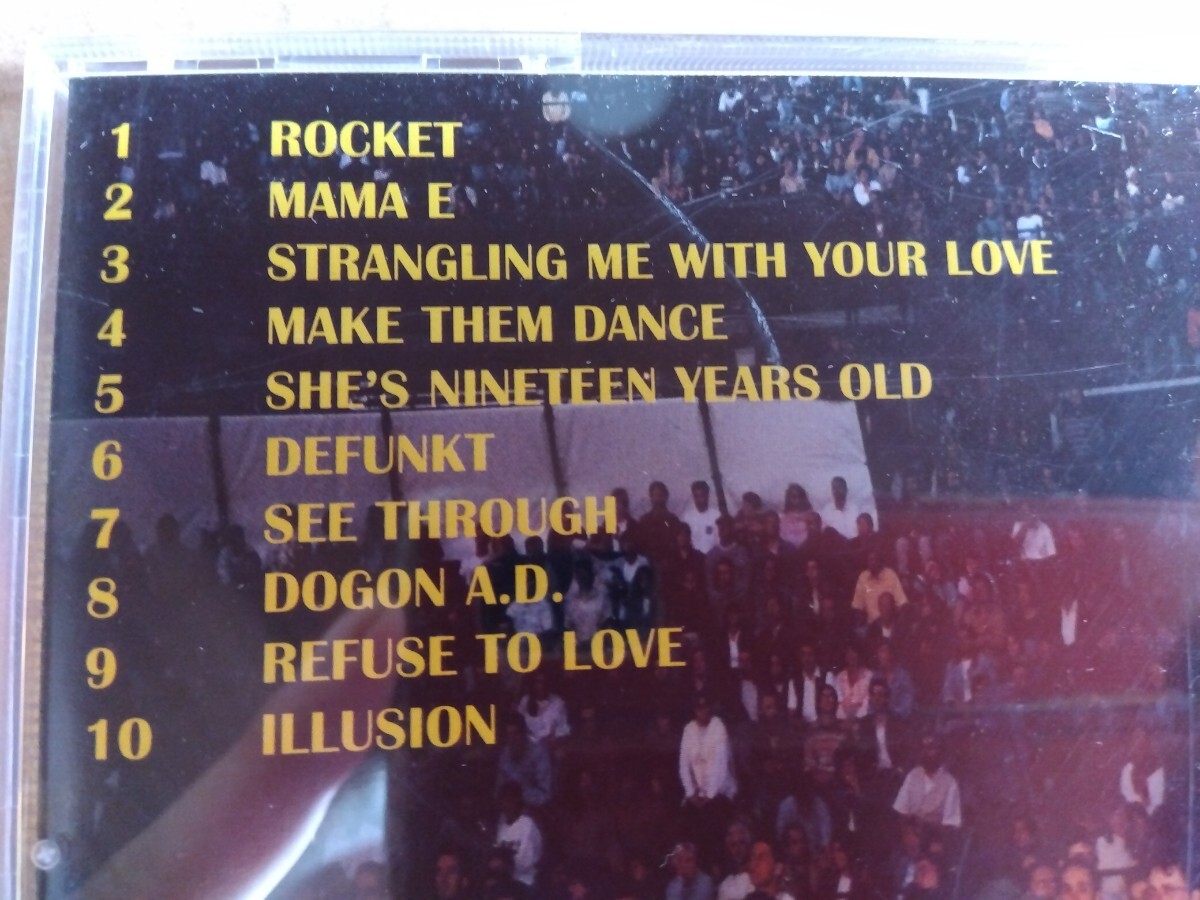 1 ROCKET
2 MAMA E
3 STRANGLING ME WITH YOUR LOVE
4 MAKE THEM DANCE
5 SHE'S NINETEEN YEARS OLD
6 DEFUNKT
7 SEE THROUGH
8 DOGON A.D.
9 REFUSE TO LOVE
10 ILLUSION